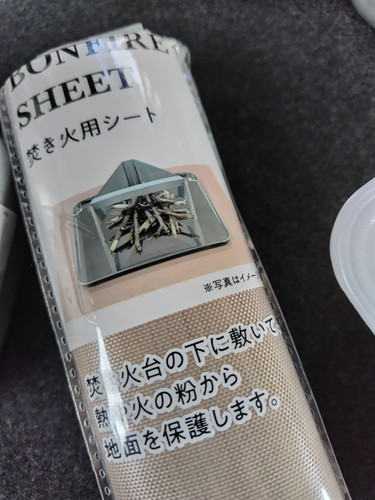 BONFIRE
SHEET
焚き火用シート
※写真はイメー
焚き火台の下に敷いて、
熱や火の粉から
地面を保護します。